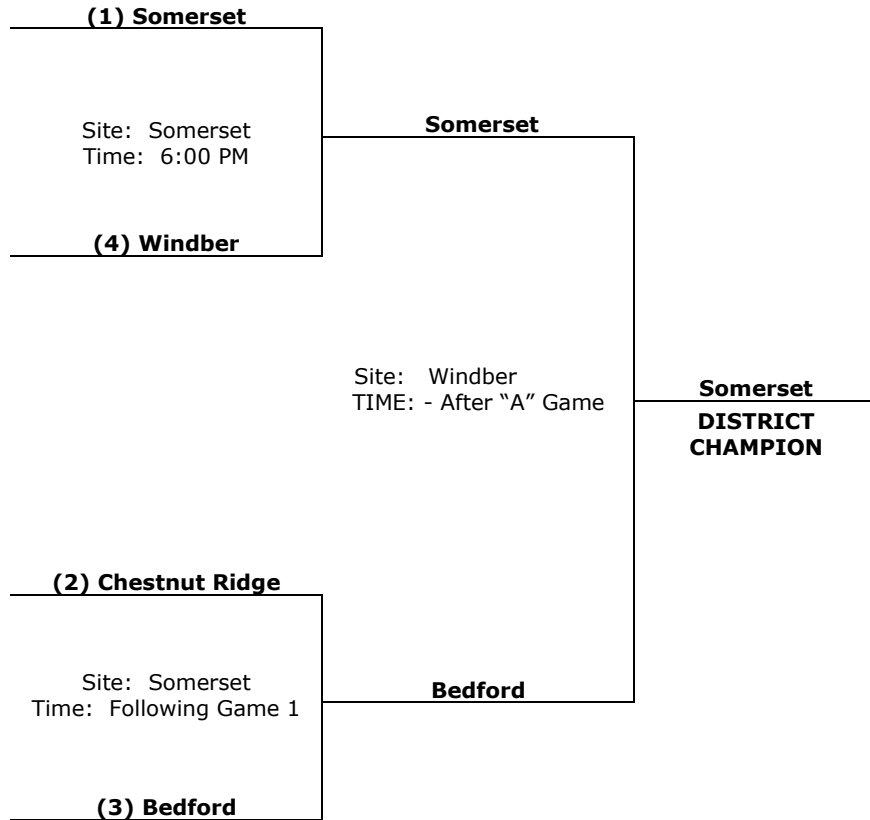 (1) Somerset
Site: Somerset
Time: 6:00 PM
Somerset
(4) Windber
Site: Windber
TIME: - After “A” Game
Somerset
DISTRICT
CHAMPION
(2) Chestnut Ridge
Site: Somerset
Time: Following Game 1
Bedford
(3) Bedford